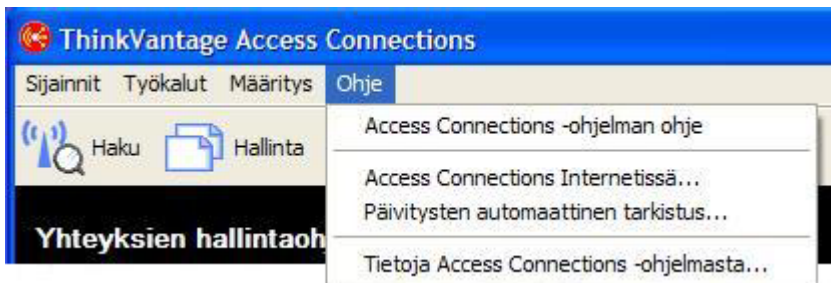 ThinkVantage Access Connections
Sijainnit Työkalut Määritys Ohje
Haku Hallinta
Access Connections -ohjelman ohje
Access Connections Internetissä...
Päivitysten automaattinen tarkistus...
Tietoja Access Connections -ohjelmasta...
Yhteyksien